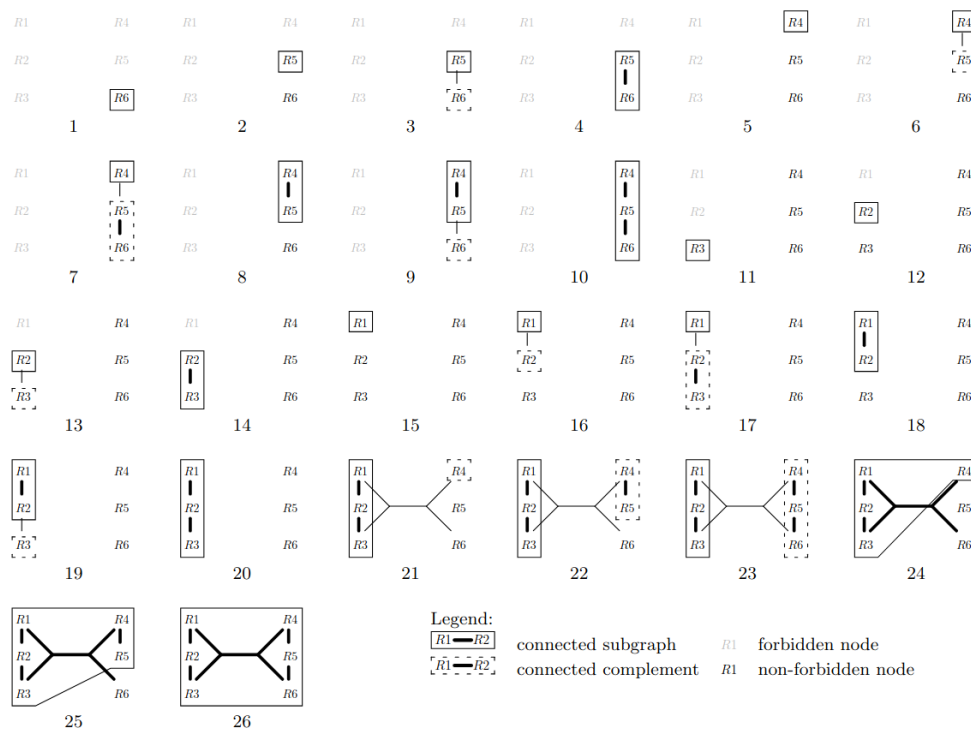 R1 R4 R1 R4 R1 R4 R1 R4 R1 R4 R1 R4
R2 R5 R2 R5 R2 R5 R2 R5 R2 R5 R2 R5
R3 R6 R3 R6 R3 R6 R3 R6 R3 R6 R3 R6
1 2 3 4 5 6
R1 R4 R1 R4 R1 R4 R1 R4 R1 R4 R1 R4
R2 R5 R2 R5 R2 R5 R2 R5 R2 R5 R2 R5
R3 R6 R3 R6 R3 R6 R3 R6 R3 R6 R3 R6
7 8 9 10 11 12
R1 R4 R1 R4 R1 R4 R1 R4 R1 R4 R1 R4
R2 R5 R2 R5 R2 R5 R2 R5 R2 R5 R2 R5
R3 R6 R3 R6 R3 R6 R3 R6 R3 R6 R3 R6
13 14 15 16 17 18
R1 R4 R1 R4 R1 R4 R1 R4 R1 R4 R1 R4
R2 R5 R2 R5 R2 R5 R2 R5 R2 R5 R2 R5
R3 R6 R3 R6 R3 R6 R3 R6 R3 R6 R3 R6
19 20 21 22 23 24
R1 R4 R1 R4
R2 R5 R2 R5
R3 R6 R3 R6
25 26
Legend:
R1 R2 connected subgraph R1 forbidden node
R1 R2 connected complement R1 non-forbidden node